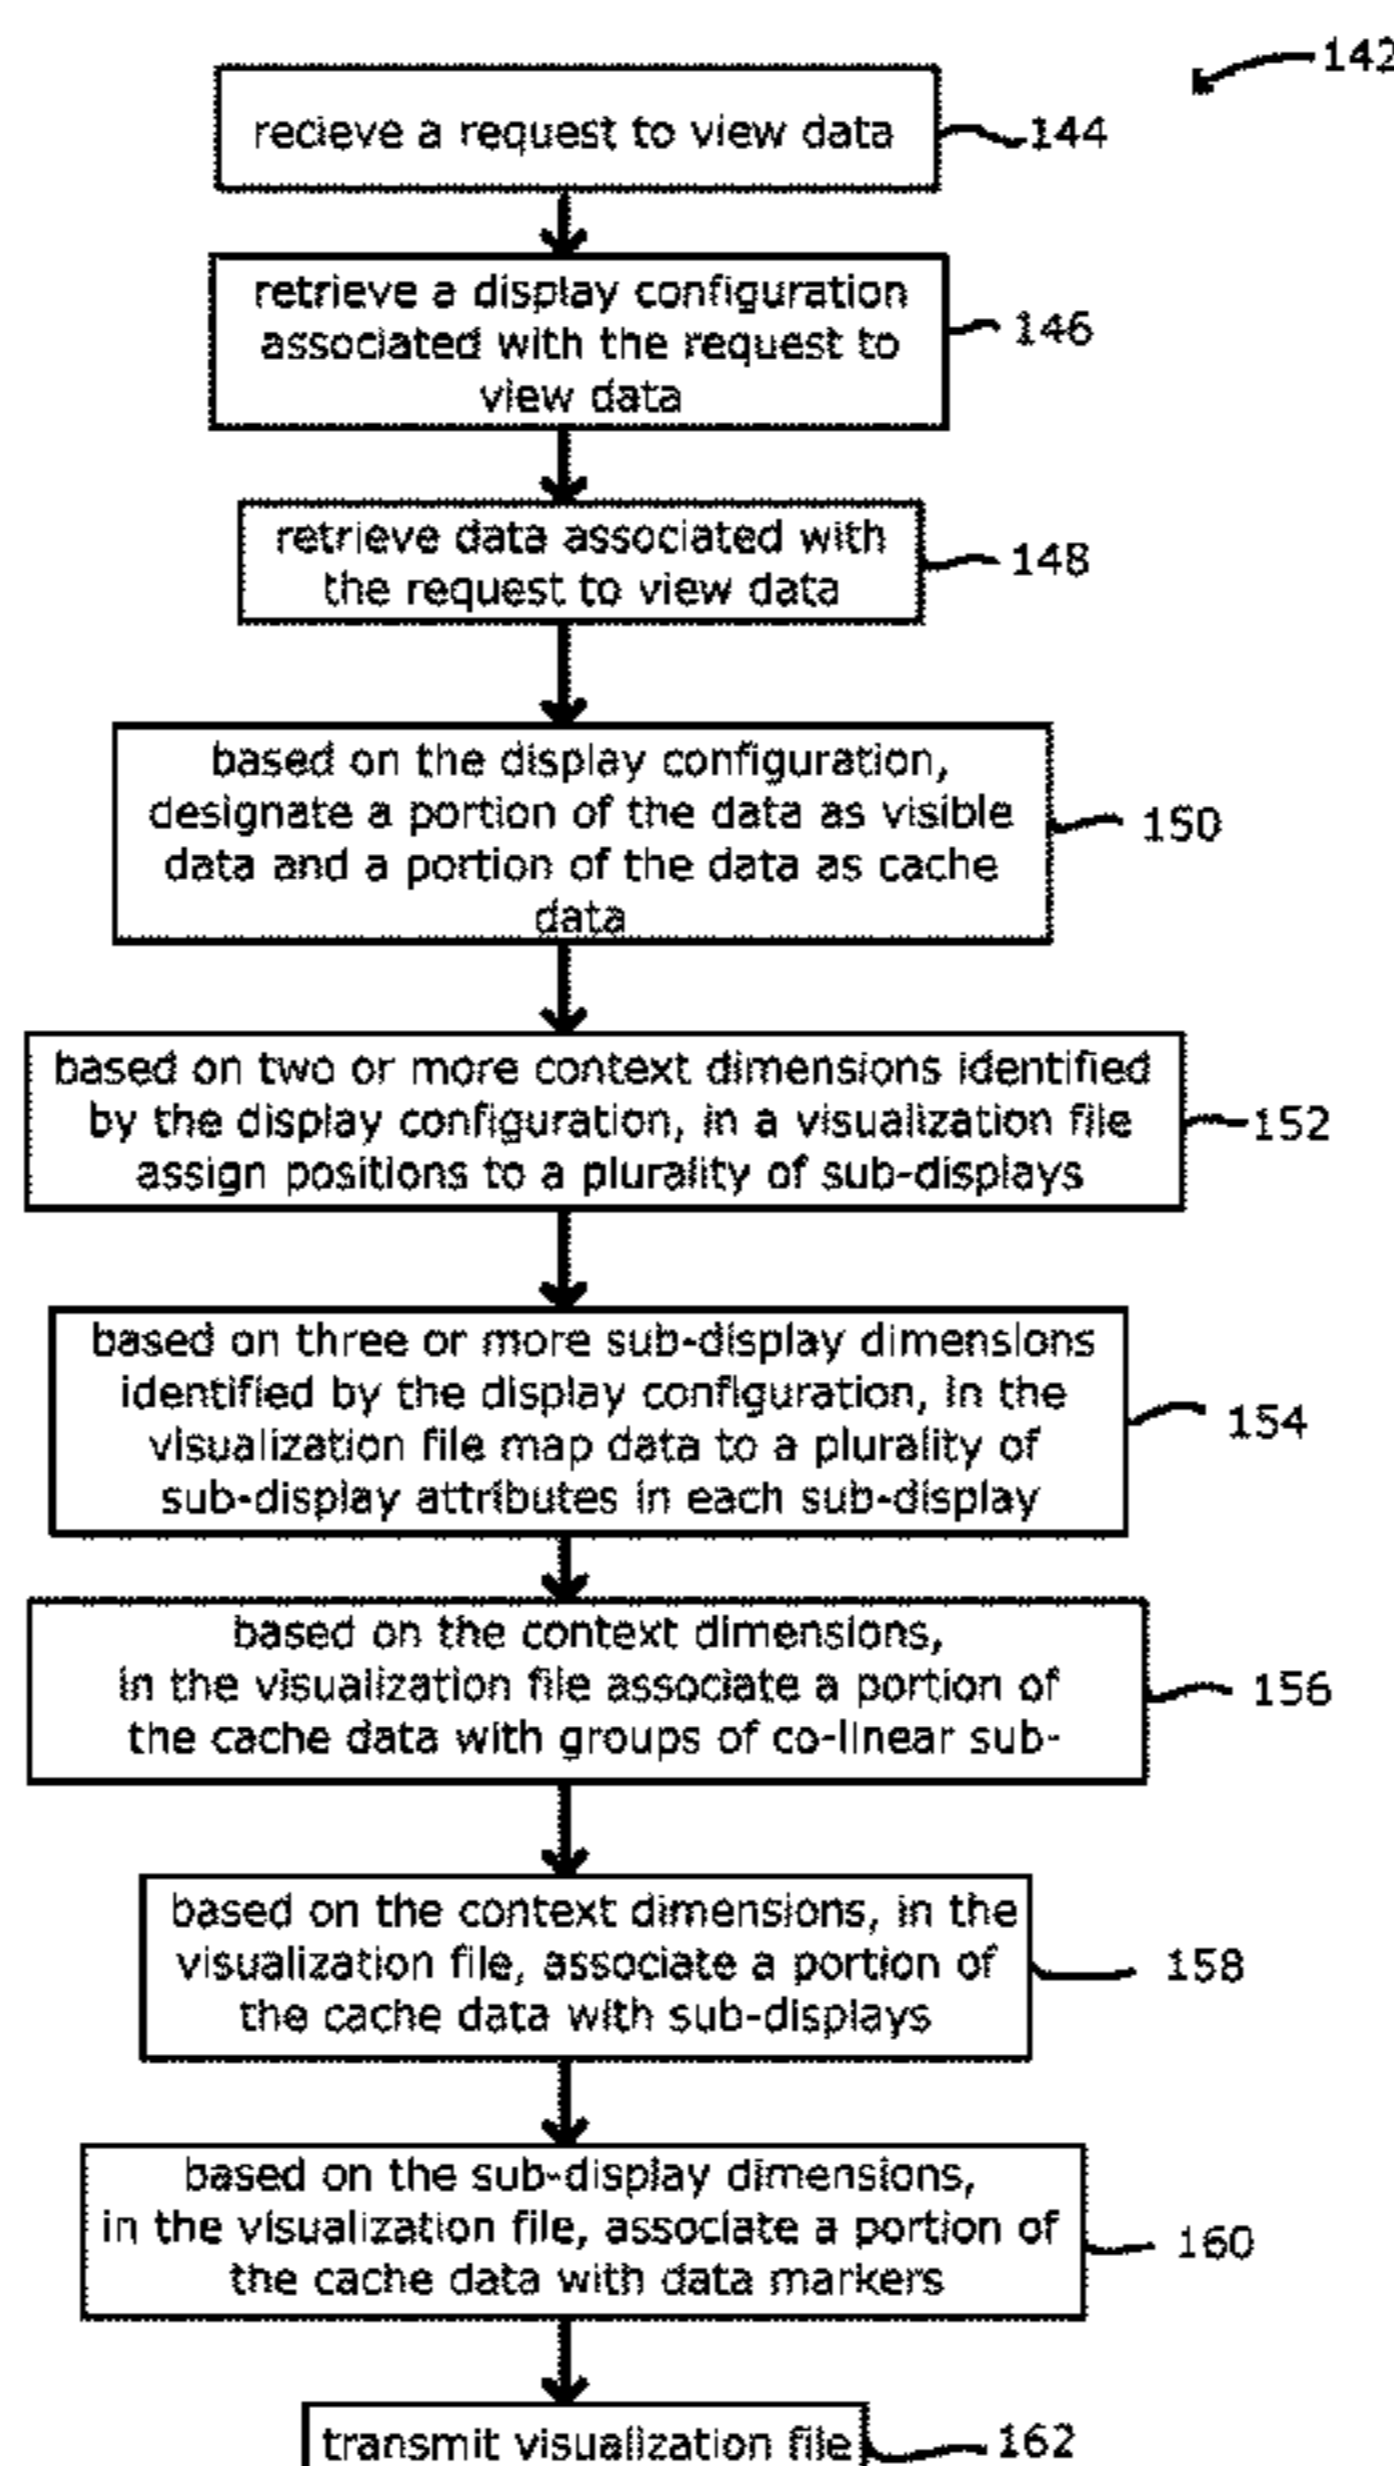 142
recieve a request to view data
144
retrieve a display configuration
associated with the request to
view data
146
retrieve data associated with
the request to view data
148
based on the display configuration,
designate a portion of the data as visible
data and a portion of the data as cache
data
150
based on two or more context dimensions identified
by the display configuration, in a visualization file
assign positions to a plurality of sub-displays
152
based on three or more sub-display dimensions
identified by the display configuration, in the
visualization file map data to a plurality of
sub-display attributes in each sub-display
154
based on the context dimensions,
in the visualization file associate a portion of
the cache data with groups of co-linear sub-
156
based on the context dimensions, in the
visualization file, associate a portion of
the cache data with sub-displays
158
based on the sub-display dimensions,
in the visualization file, associate a portion of
the cache data with data markers
160
transmit visualization file
162